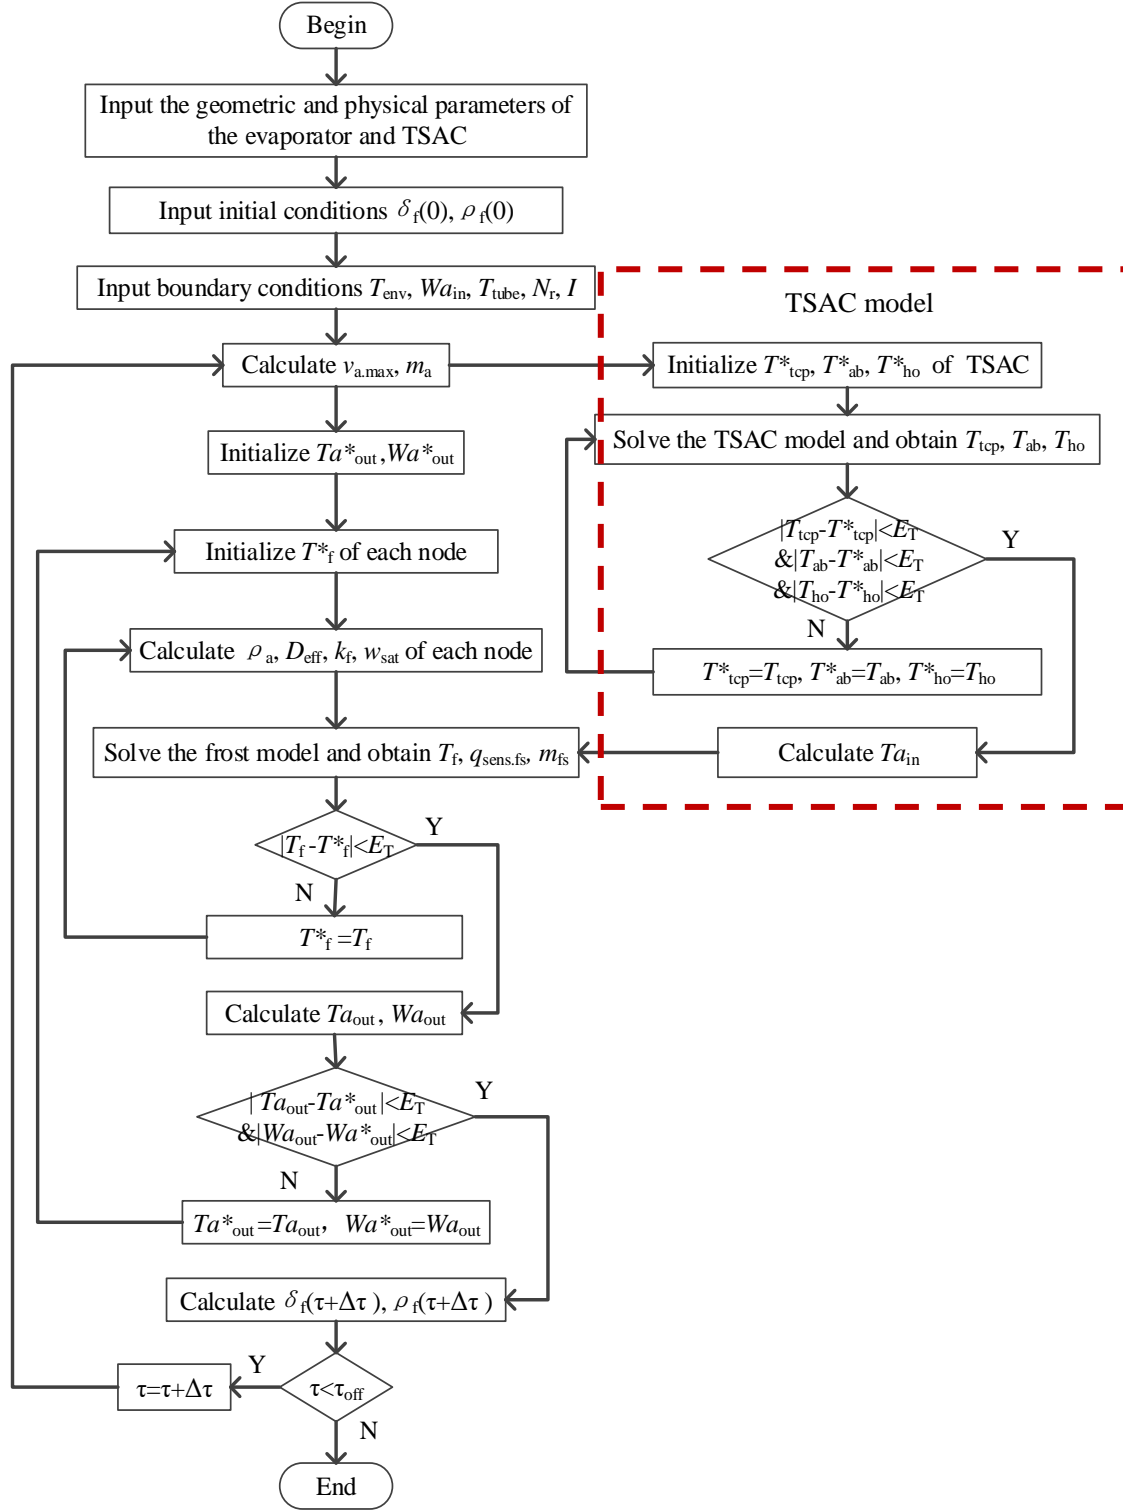 Begin
Input the geometric and physical parameters of
the evaporator and TSAC
Input initial conditions δf(0), ρf(0)
Input boundary conditions Tenv, Wain, Ttube, Nr, I
Calculate va.max, ma
Initialize Ta*out,Wa*out
Initialize T*f of each node
Calculate ρa, Deff, kf, wsat of each node
Solve the frost model and obtain Tf, qsens.fs, mfs
|Tf-T*f|<ET
Y
N
T*f=Tf
Calculate Taout, Waout
|Taout-Ta*out|<ET
&|Waout-Wa*out|<ET
Y
N
Ta*out=Taout, Wa*out=Waout
Calculate δf(τ+Δτ), ρf(τ+Δτ)
τ<τoff
Y
τ=τ+Δτ
N
End
TSAC model
Initialize T*tcp, T*ab, T*ho of TSAC
Solve the TSAC model and obtain Ttcp, Tab, Tho
|Ttcp-T*tcp|<ET
&|Tab-T*ab|<ET
&|Tho-T*ho|<ET
Y
N
T*tcp=Ttcp, T*ab=Tab, T*ho=Tho
Calculate Tain